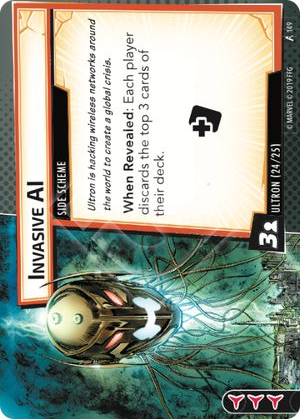 INVASIVE AI
SIDE SCHEME
Ultron is hacking wireless networks around
the world to create a global crisis.
When Revealed: Each player
discards the top 3 cards of
their deck.
3
ULTRON (24/25)
© MARVEL © 2019 FFG
149